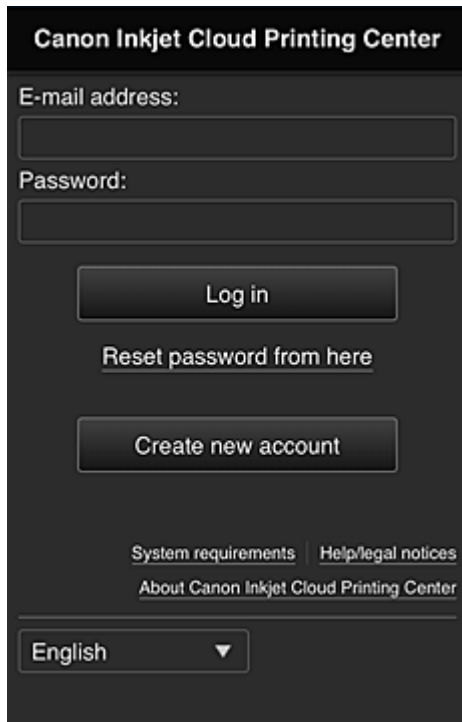 Canon Inkjet Cloud Printing Center
E-mail address:
Password:
Log in
Reset password from here
Create new account
System requirements | Help/legal notices
About Canon Inkjet Cloud Printing Center
English